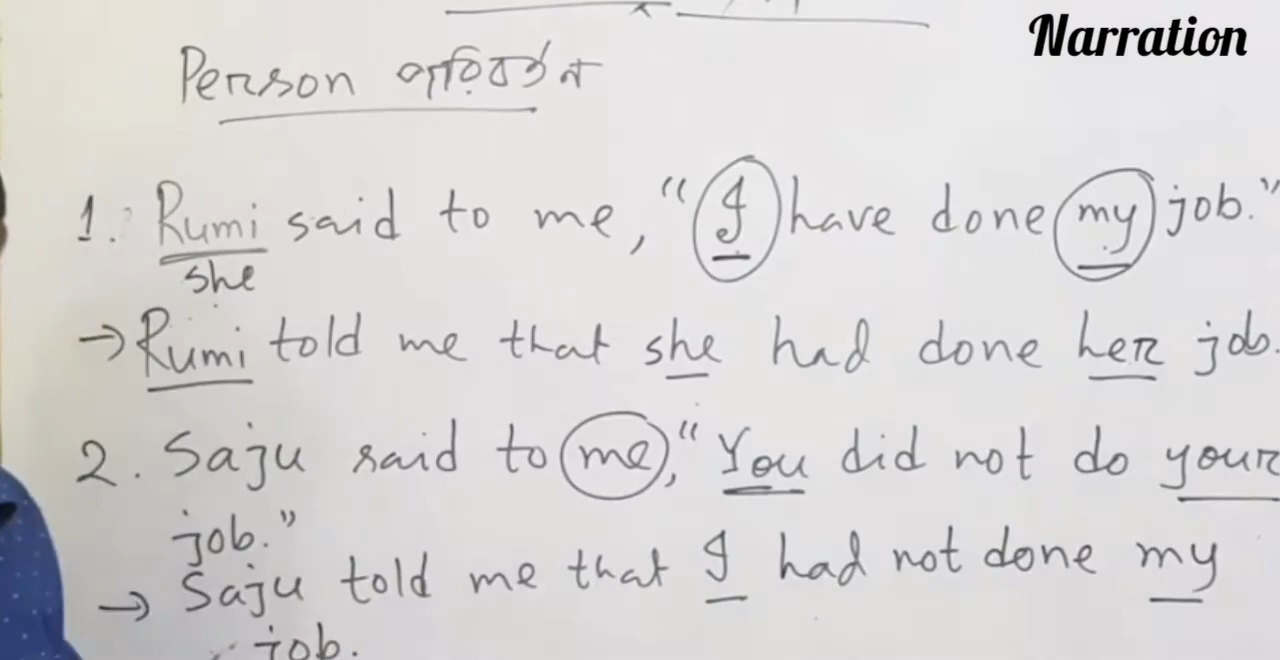 Narration
Person পরিবর্তন
1. Rumi said to me, “I have done my job.”
she
→ Rumi told me that she had done her job.
2. Saju said to me, “You did not do your
job.”
→ Saju told me that I had not done my
job.